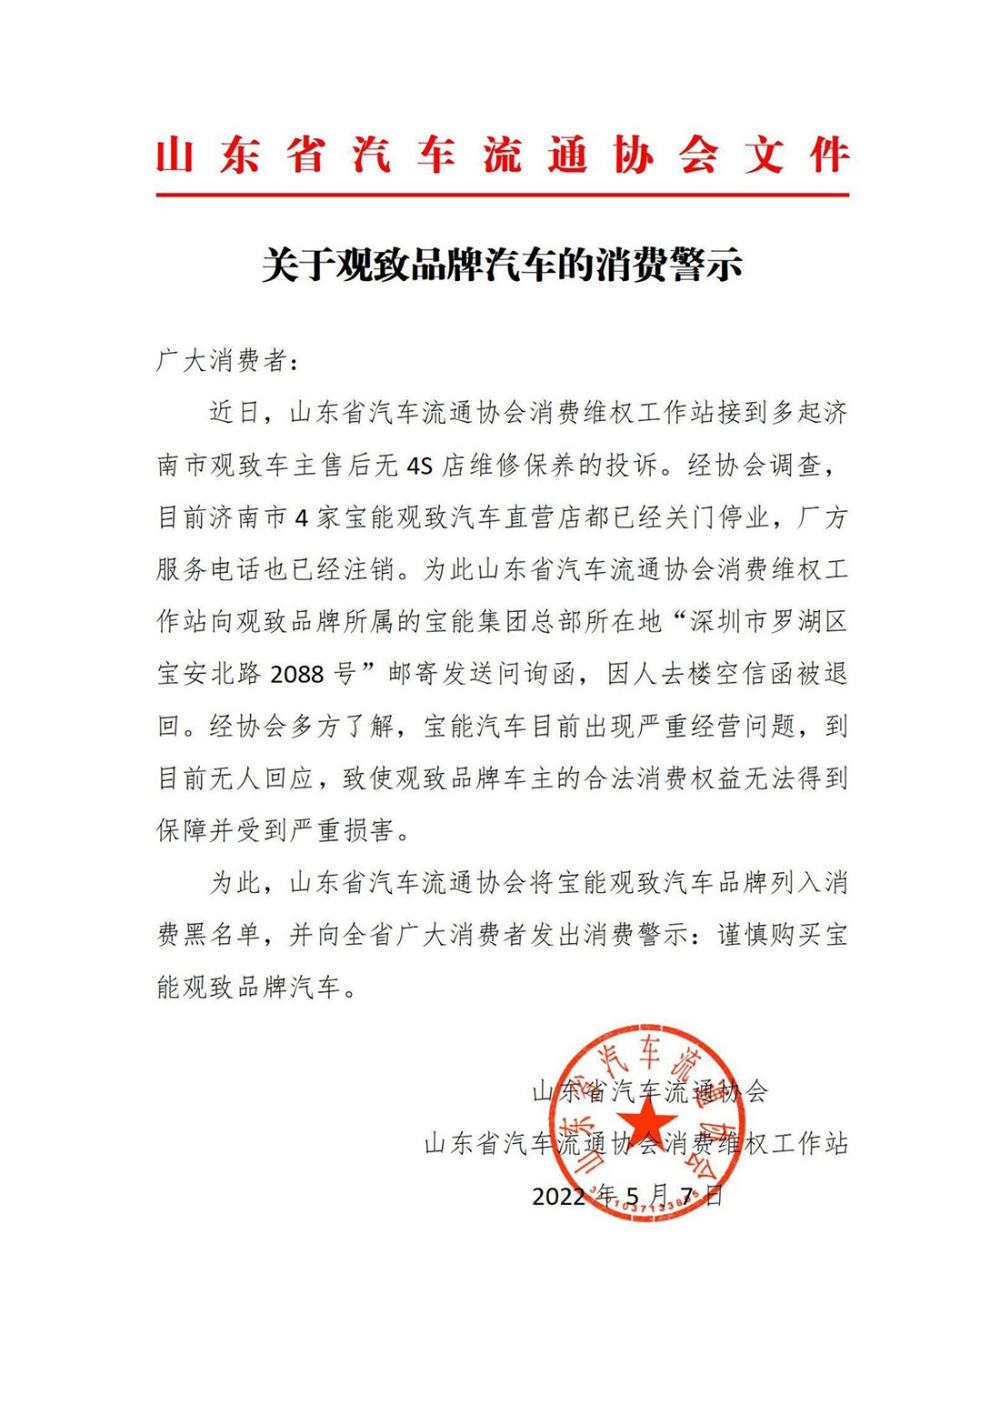 山东省汽车流通协会文件
关于观致品牌汽车的消费警示
广大消费者：
近日，山东省汽车流通协会消费维权工作站接到多起济
南市观致车主售后无 4S 店维修保养的投诉。经协会调查，
目前济南市 4 家宝能观致汽车直营店都已经关门停业，厂方
服务电话也已经注销。为此山东省汽车流通协会消费维权工
作站向观致品牌所属的宝能集团总部所在地“深圳市罗湖区
宝安北路 2088 号”邮寄发送问询函，因人去楼空信函被退
回。经协会多方了解，宝能汽车目前出现严重经营问题，到
目前无人回应，致使观致品牌车主的合法消费权益无法得到
保障并受到严重损害。
为此，山东省汽车流通协会将宝能观致汽车品牌列入消
费黑名单，并向全省广大消费者发出消费警示：谨慎购买宝
能观致品牌汽车。
山东省汽车流通协会
山东省汽车流通协会消费维权工作站
2022 年 5 月 7 日
山东省汽车流通协会